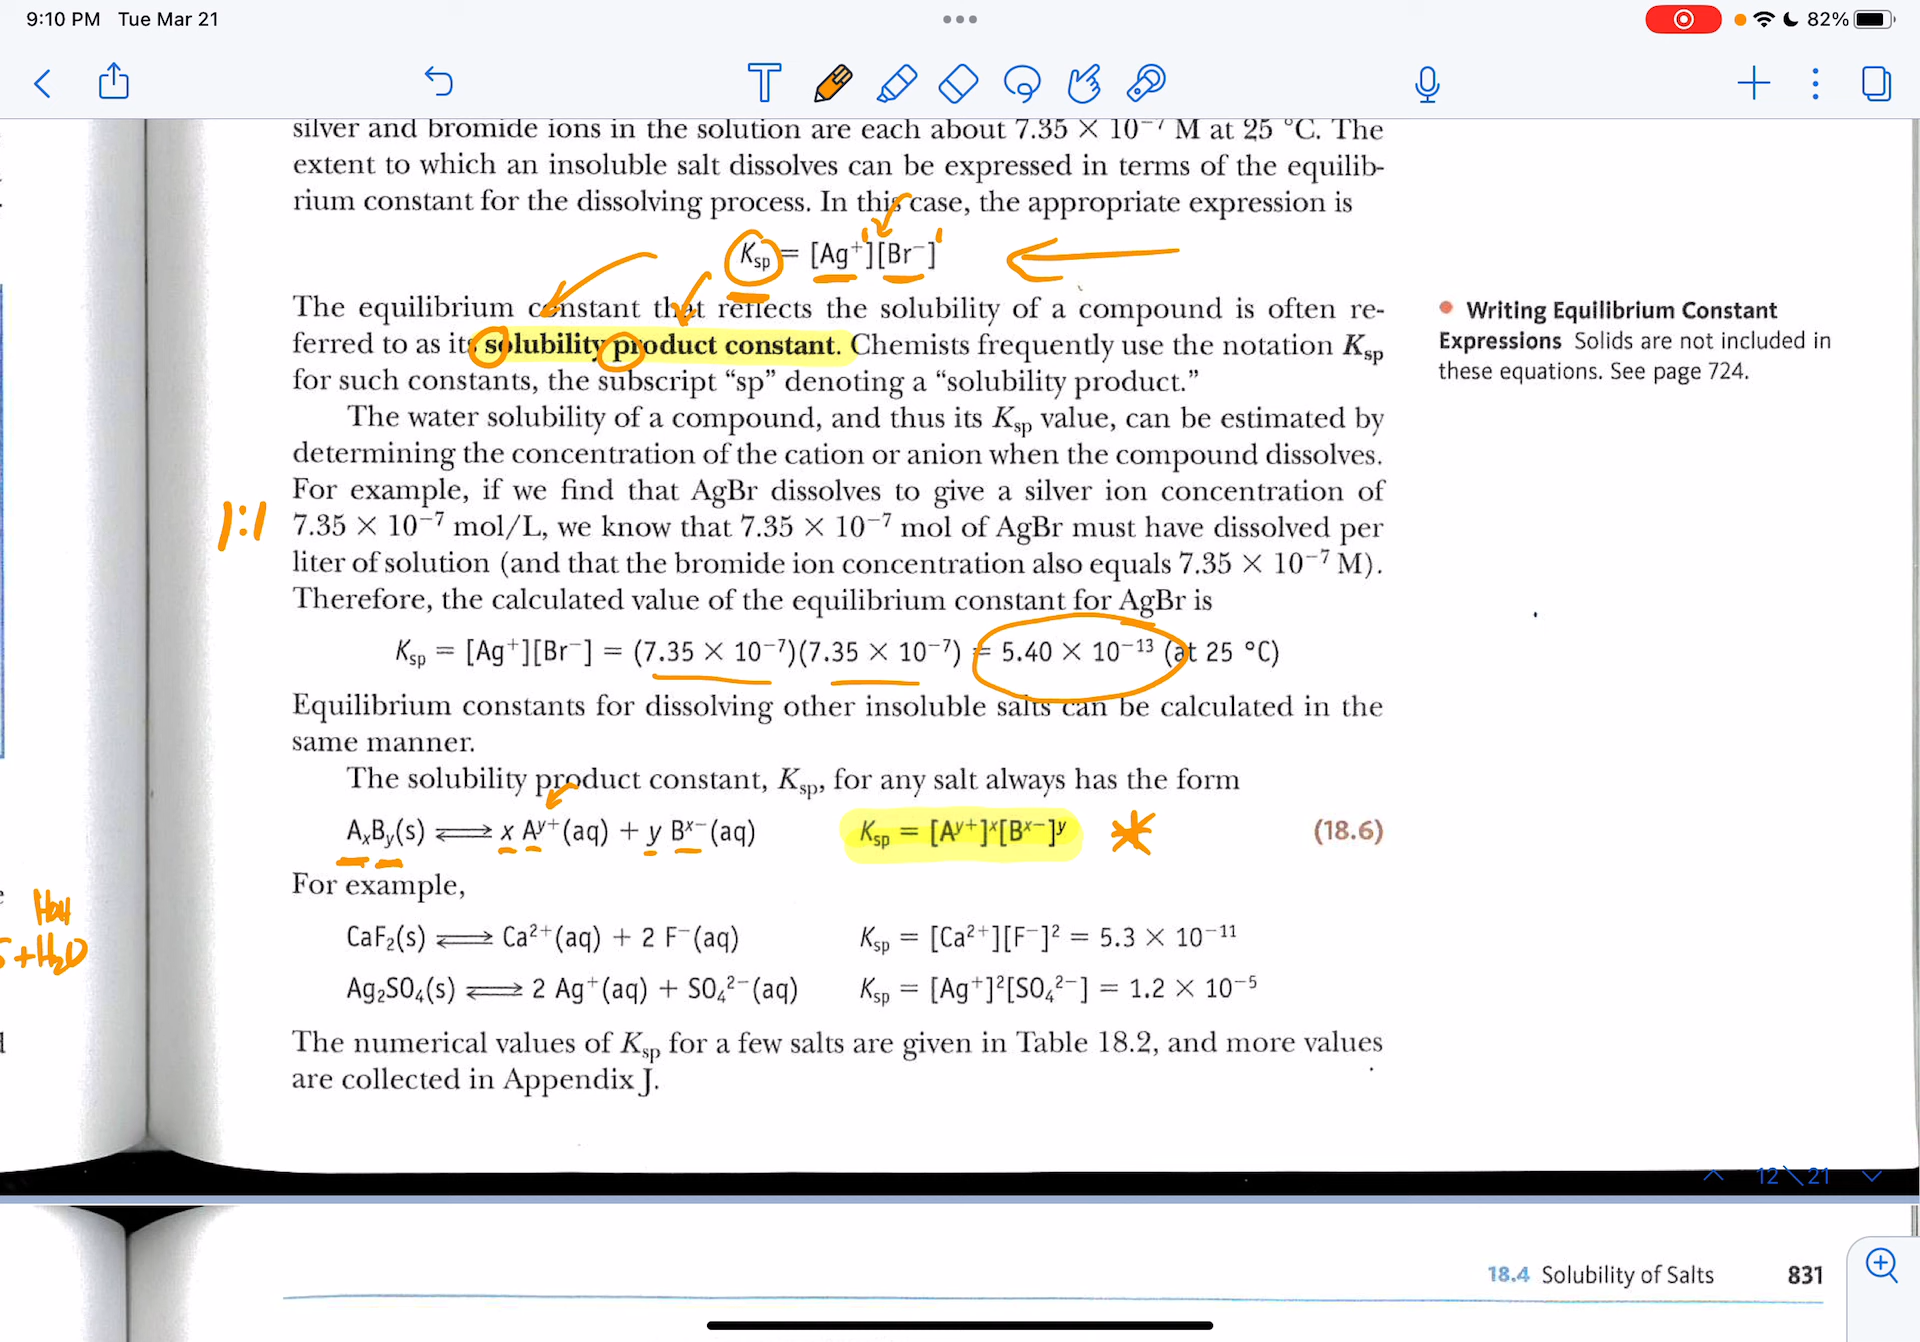 9:10 PM Tue Mar 21
82%
silver and bromide ions in the solution are each about 7.35 × 10⁻⁷ M at 25 °C. The
extent to which an insoluble salt dissolves can be expressed in terms of the equilib-
rium constant for the dissolving process. In this case, the appropriate expression is
Ksp = [Ag⁺]¹[Br⁻]¹
The equilibrium constant that reflects the solubility of a compound is often re-
ferred to as its solubility product constant. Chemists frequently use the notation Ksp
for such constants, the subscript “sp” denoting a “solubility product.”
• Writing Equilibrium Constant
Expressions Solids are not included in
these equations. See page 724.
The water solubility of a compound, and thus its Ksp value, can be estimated by
determining the concentration of the cation or anion when the compound dissolves.
For example, if we find that AgBr dissolves to give a silver ion concentration of
1:1
7.35 × 10⁻⁷ mol/L, we know that 7.35 × 10⁻⁷ mol of AgBr must have dissolved per
liter of solution (and that the bromide ion concentration also equals 7.35 × 10⁻⁷ M).
Therefore, the calculated value of the equilibrium constant for AgBr is
Ksp = [Ag⁺][Br⁻] = (7.35 × 10⁻⁷)(7.35 × 10⁻⁷) = 5.40 × 10⁻¹³ (at 25 °C)
Equilibrium constants for dissolving other insoluble salts can be calculated in the
same manner.
The solubility product constant, Ksp, for any salt always has the form
AxBy(s) ⇌ x Aʸ⁺(aq) + y Bˣ⁻(aq) Ksp = [Aʸ⁺]ˣ[Bˣ⁻]ʸ (18.6)
For example,
CaF₂(s) ⇌ Ca²⁺(aq) + 2 F⁻(aq) Ksp = [Ca²⁺][F⁻]² = 5.3 × 10⁻¹¹
+H₂O
Ag₂SO₄(s) ⇌ 2 Ag⁺(aq) + SO₄²⁻(aq) Ksp = [Ag⁺]²[SO₄²⁻] = 1.2 × 10⁻⁵
The numerical values of Ksp for a few salts are given in Table 18.2, and more values
are collected in Appendix J.
12\21
18.4 Solubility of Salts 831